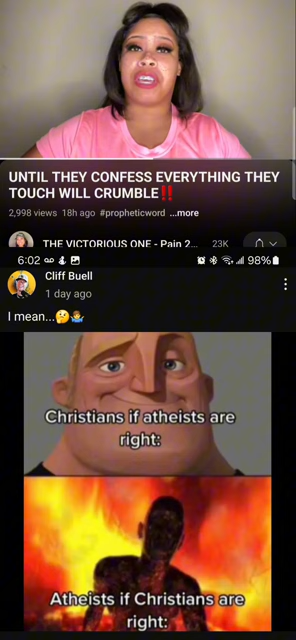 UNTIL THEY CONFESS EVERYTHING THEY
TOUCH WILL CRUMBLE‼️
2,998 views 18h ago #propheticword ...more
THE VICTORIOUS ONE - Pain 2... 23K
6:02 98%
Cliff Buell
1 day ago
I mean...🤔🤷‍♂️
Christians if atheists are
right:
Atheists if Christians are
right: